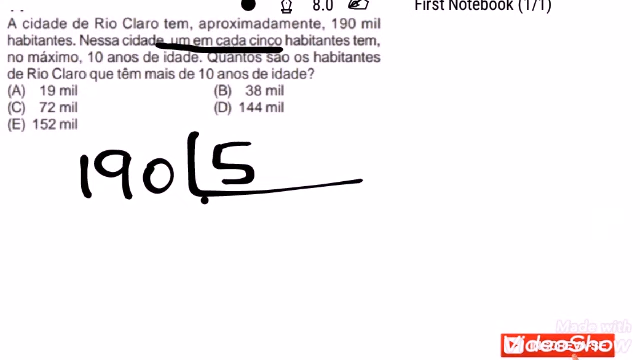 8.0 First Notebook (1/1)
A cidade de Rio Claro tem, aproximadamente, 190 mil
habitantes. Nessa cidade, um em cada cinco habitantes tem,
no máximo, 10 anos de idade. Quantos são os habitantes
de Rio Claro que têm mais de 10 anos de idade?
(A) 19 mil (B) 38 mil
(C) 72 mil (D) 144 mil
(E) 152 mil
190 5
Made with
VideoShow